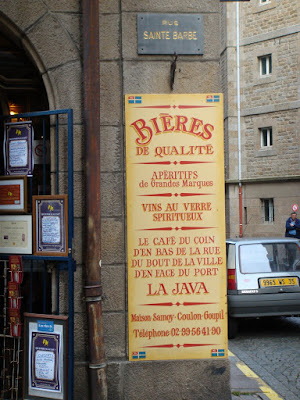 RUE
SAINTE BARBE
BIÈRES
DE QUALITÉ
APÉRITIFS
de Grandes Marques
VINS AU VERRE
SPIRITUEUX
LE CAFÉ DU COIN
D'EN BAS DE LA RUE
DU BOUT DE LA VILLE
D'EN FACE DU PORT
LA JAVA
Maison Samoy-Coulon-Goupil
Téléphone: 02 99 56 41 90